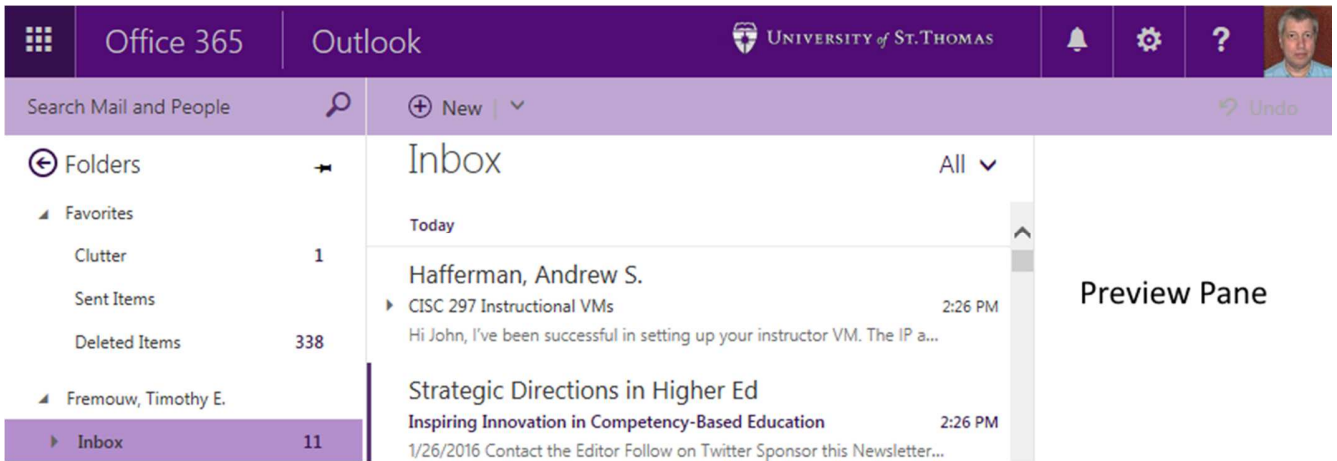 Office 365
Outlook
UNIVERSITY of ST. THOMAS
?
Search Mail and People
New
Undo
Folders
Favorites
Clutter 1
Sent Items
Deleted Items 338
Fremouw, Timothy E.
Inbox 11
Inbox
All
Today
Hafferman, Andrew S.
CISC 297 Instructional VMs 2:26 PM
Hi John, I've been successful in setting up your instructor VM. The IP a...
Strategic Directions in Higher Ed
Inspiring Innovation in Competency-Based Education 2:26 PM
1/26/2016 Contact the Editor Follow on Twitter Sponsor this Newsletter...
Preview Pane